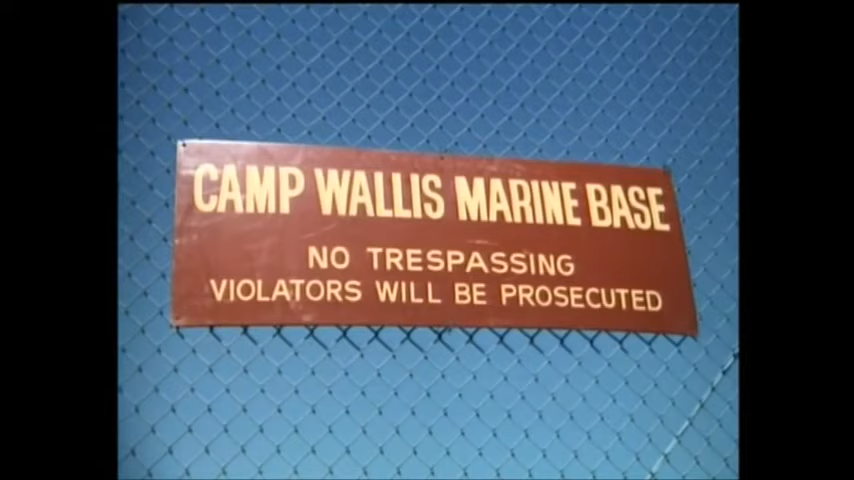 CAMP WALLIS MARINE BASE
NO TRESPASSING
VIOLATORS WILL BE PROSECUTED